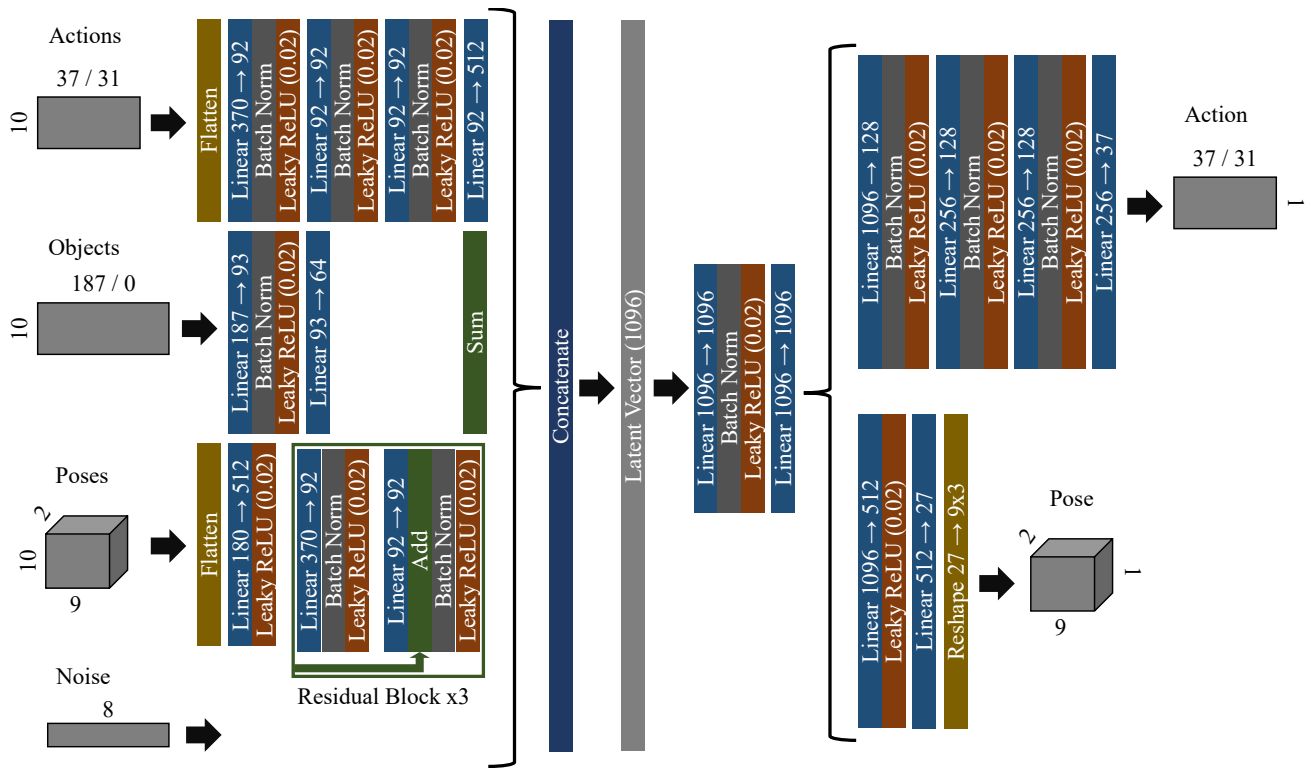 Actions
37 / 31
10
Flatten
Linear 370 → 92
Batch Norm
Leaky ReLU (0.02)
Linear 92 → 92
Batch Norm
Leaky ReLU (0.02)
Linear 92 → 92
Batch Norm
Leaky ReLU (0.02)
Linear 92 → 512
Objects
187 / 0
10
Linear 187 → 93
Batch Norm
Leaky ReLU (0.02)
Linear 93 → 64
Sum
Poses
2
10
9
Flatten
Linear 180 → 512
Leaky ReLU (0.02)
Linear 370 → 92
Batch Norm
Leaky ReLU (0.02)
Linear 92 → 92
Add
Batch Norm
Leaky ReLU (0.02)
Residual Block x3
Noise
8
Concatenate
Latent Vector (1096)
Linear 1096 → 1096
Batch Norm
Leaky ReLU (0.02)
Linear 1096 → 1096
Linear 1096 → 128
Batch Norm
Leaky ReLU (0.02)
Linear 256 → 128
Batch Norm
Leaky ReLU (0.02)
Linear 256 → 128
Batch Norm
Leaky ReLU (0.02)
Linear 256 → 37
Action
37 / 31
1
Linear 1096 → 512
Leaky ReLU (0.02)
Linear 512 → 27
Reshape 27 → 9x3
Pose
2
1
9